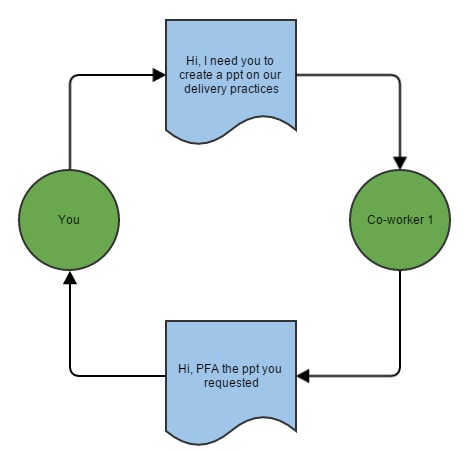 Hi, I need you to
create a ppt on our
delivery practices
You
Co-worker 1
Hi, PFA the ppt you
requested